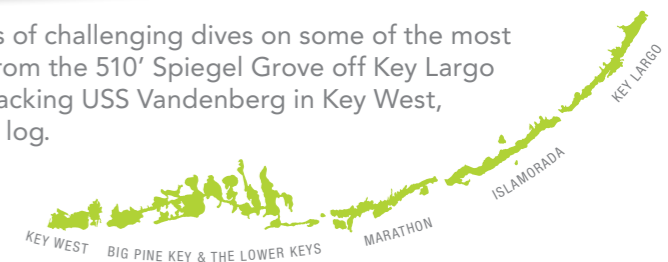 s of challenging dives on some of the most
rom the 510’ Spiegel Grove off Key Largo
acking USS Vandenberg in Key West,
log.
KEY LARGO
ISLAMORADA
MARATHON
KEY WEST
BIG PINE KEY & THE LOWER KEYS